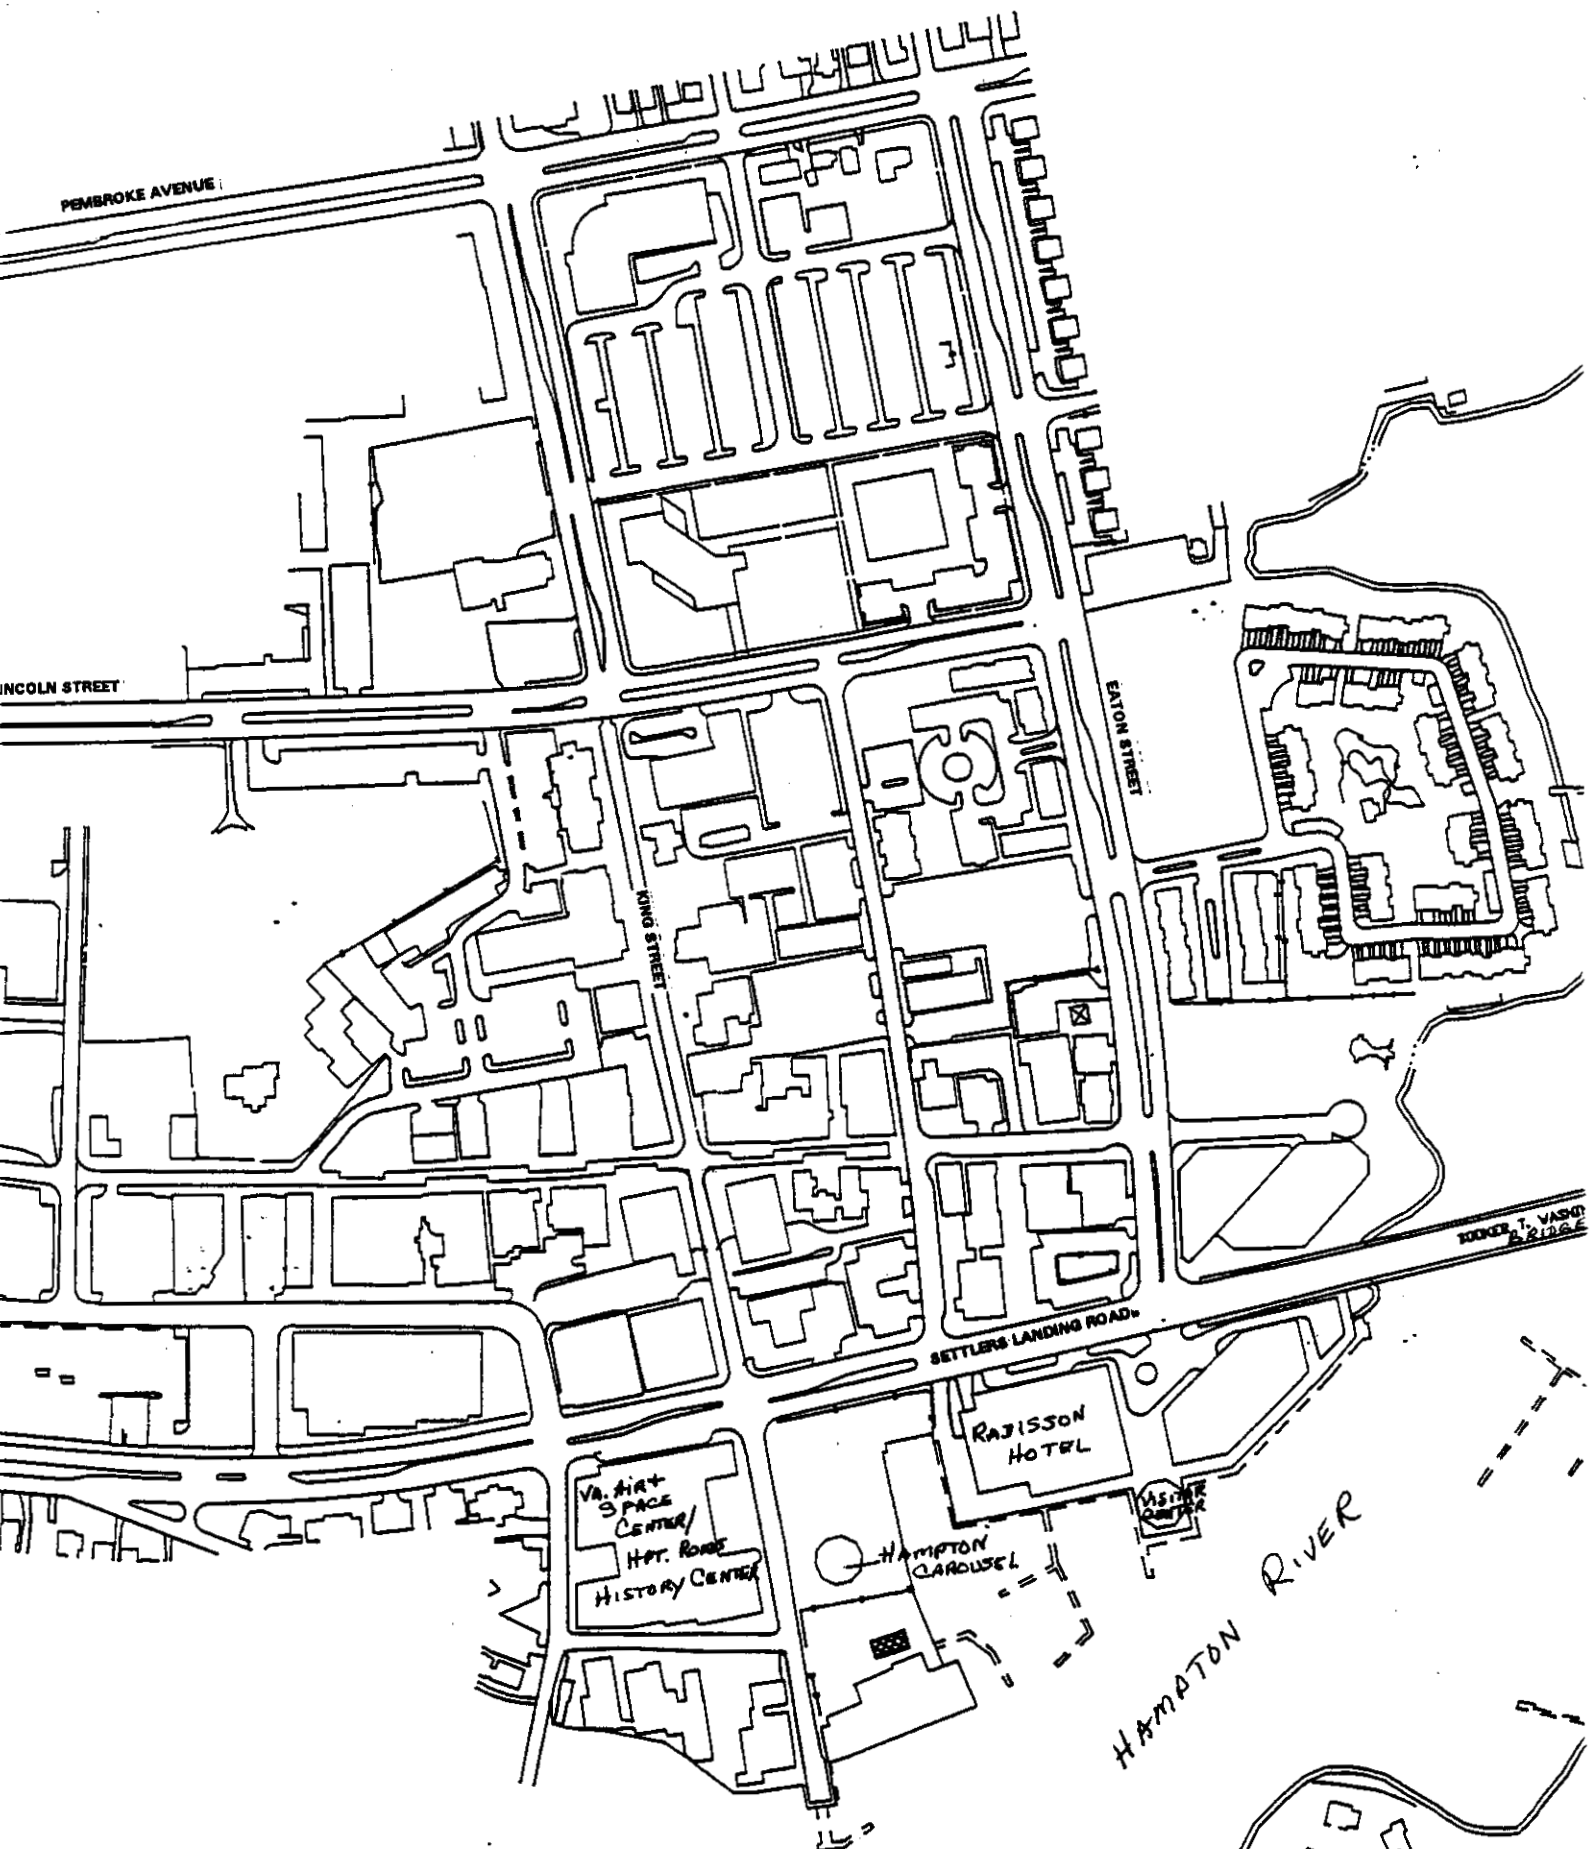 PEMBROKE AVENUE
INCOLN STREET
EATON STREET
KING STREET
BOOKER T. WASHI
BRIDGE
SETTLERS LANDING ROAD
RADISSON
HOTEL
VA. AIR +
SPACE
CENTER/
HPT. ROADS
HISTORY CENTER
VISITOR
CENTER
HAMPTON
CAROUSEL
HAMPTON RIVER